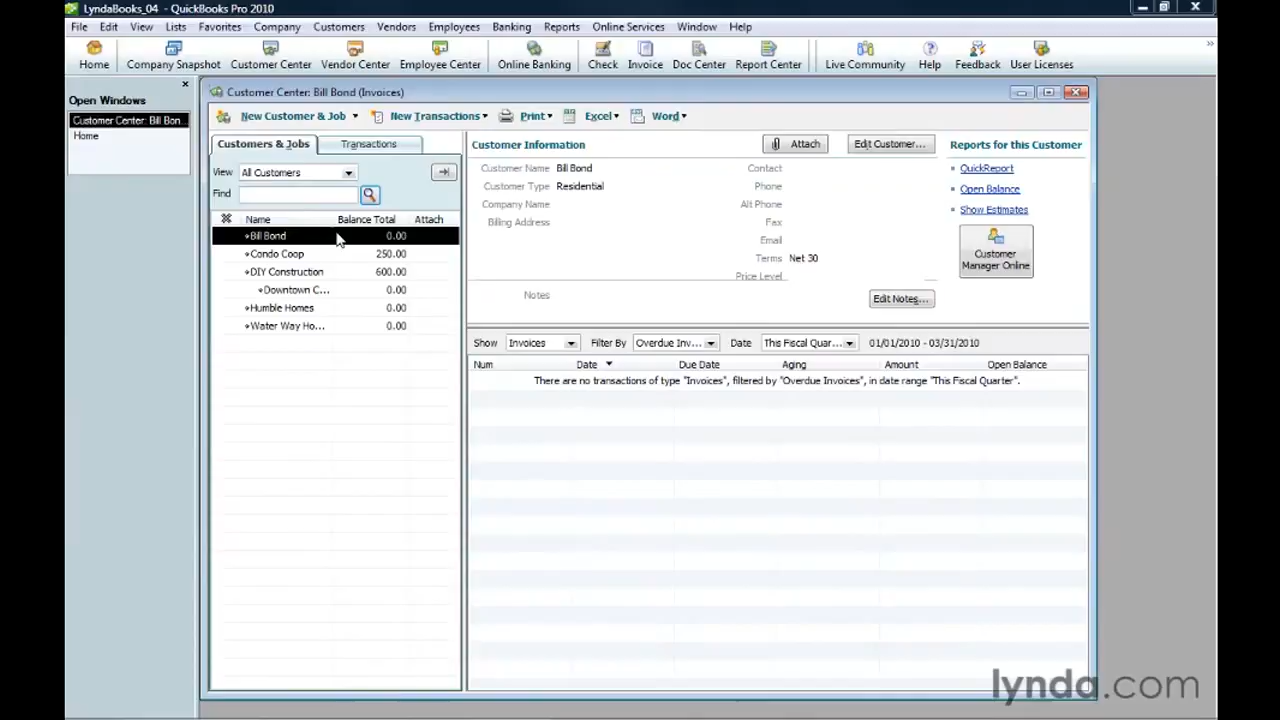 LyndaBooks_04 - QuickBooks Pro 2010
File Edit View Lists Favorites Company Customers Vendors Employees Banking Reports Online Services Window Help
Home Company Snapshot Customer Center Vendor Center Employee Center Online Banking Check Invoice Doc Center Report Center Live Community Help Feedback User Licenses
Open Windows
Customer Center: Bill Bon...
Home
Customer Center: Bill Bond (Invoices)
New Customer & Job New Transactions Print Excel Word
Customers & Jobs Transactions
View All Customers
Find
Name Balance Total Attach
Bill Bond 0.00
Condo Coop 250.00
DIY Construction 600.00
Downtown C... 0.00
Humble Homes 0.00
Water Way Ho... 0.00
Customer Information Attach Edit Customer...
Customer Name Bill Bond Contact
Customer Type Residential Phone
Company Name Alt Phone
Billing Address Fax
Email
Terms Net 30
Price Level
Notes Edit Notes...
Reports for this Customer
QuickReport
Open Balance
Show Estimates
Customer
Manager Online
Show Invoices Filter By Overdue Inv... Date This Fiscal Quar... 01/01/2010 - 03/31/2010
Num Date Due Date Aging Amount Open Balance
There are no transactions of type "Invoices", filtered by "Overdue Invoices", in date range "This Fiscal Quarter".
lynda.com